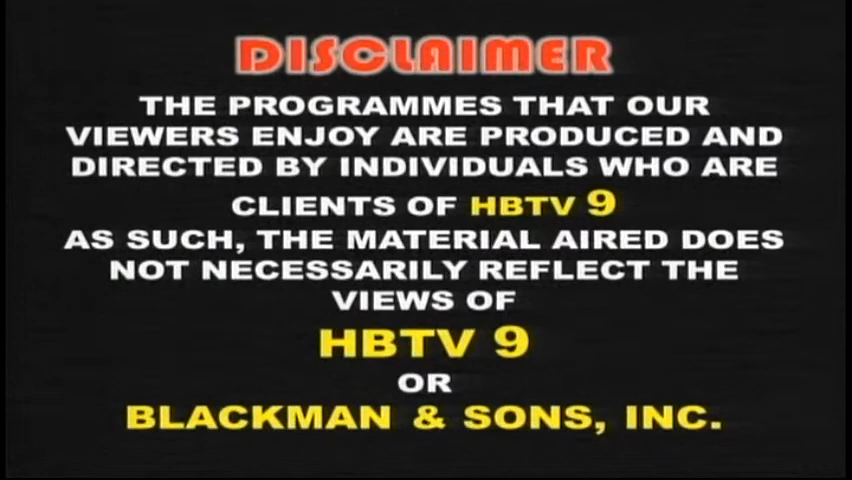 DISCLAIMER
THE PROGRAMMES THAT OUR
VIEWERS ENJOY ARE PRODUCED AND
DIRECTED BY INDIVIDUALS WHO ARE
CLIENTS OF HBTV 9
AS SUCH, THE MATERIAL AIRED DOES
NOT NECESSARILY REFLECT THE
VIEWS OF
HBTV 9
OR
BLACKMAN & SONS, INC.